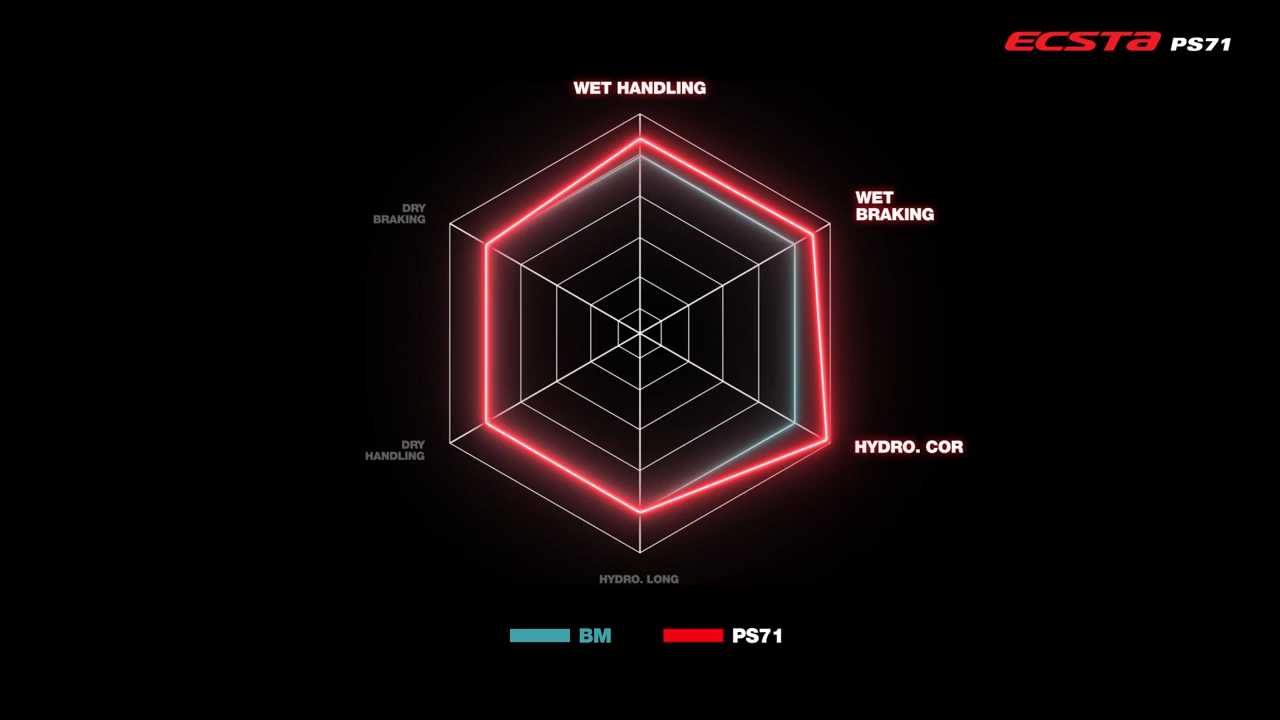 ECSTA PS71
WET HANDLING
DRY
BRAKING
WET
BRAKING
DRY
HANDLING
HYDRO. COR
HYDRO. LONG
BM
PS71